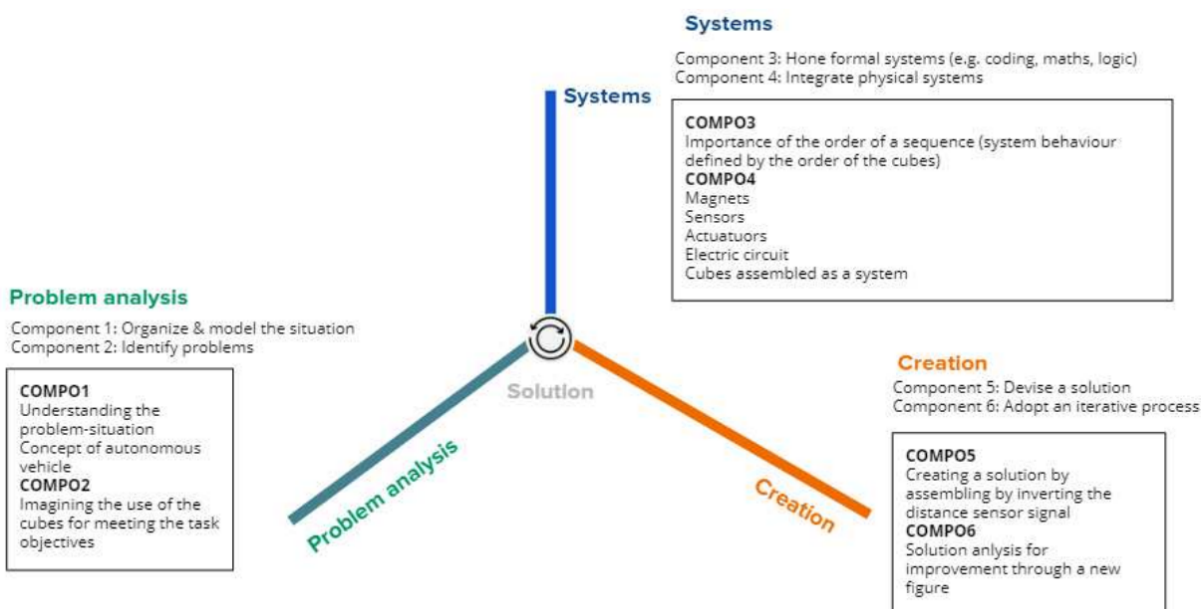 Systems
Component 3: Hone formal systems (e.g. coding, maths, logic)
Component 4: Integrate physical systems
Systems
COMPO3
Importance of the order of a sequence (system behaviour
defined by the order of the cubes)
COMPO4
Magnets
Sensors
Actuatuors
Electric circuit
Cubes assembled as a system
Problem analysis
Component 1: Organize & model the situation
Component 2: Identify problems
COMPO1
Understanding the
problem-situation
Concept of autonomous
vehicle
COMPO2
Imagining the use of the
cubes for meeting the task
objectives
Solution
Problem analysis
Creation
Creation
Component 5: Devise a solution
Component 6: Adopt an iterative process
COMPO5
Creating a solution by
assembling by inverting the
distance sensor signal
COMPO6
Solution anlysis for
improvement through a new
figure